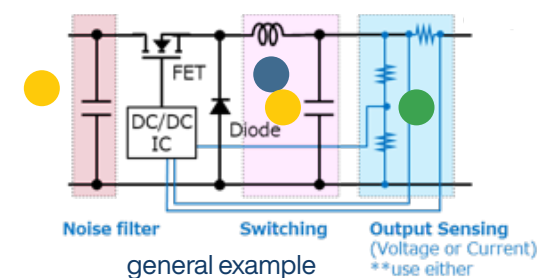 FET
DC/DC
IC
Diode
Noise filter
Switching
Output Sensing
(Voltage or Current)
**use either
general example